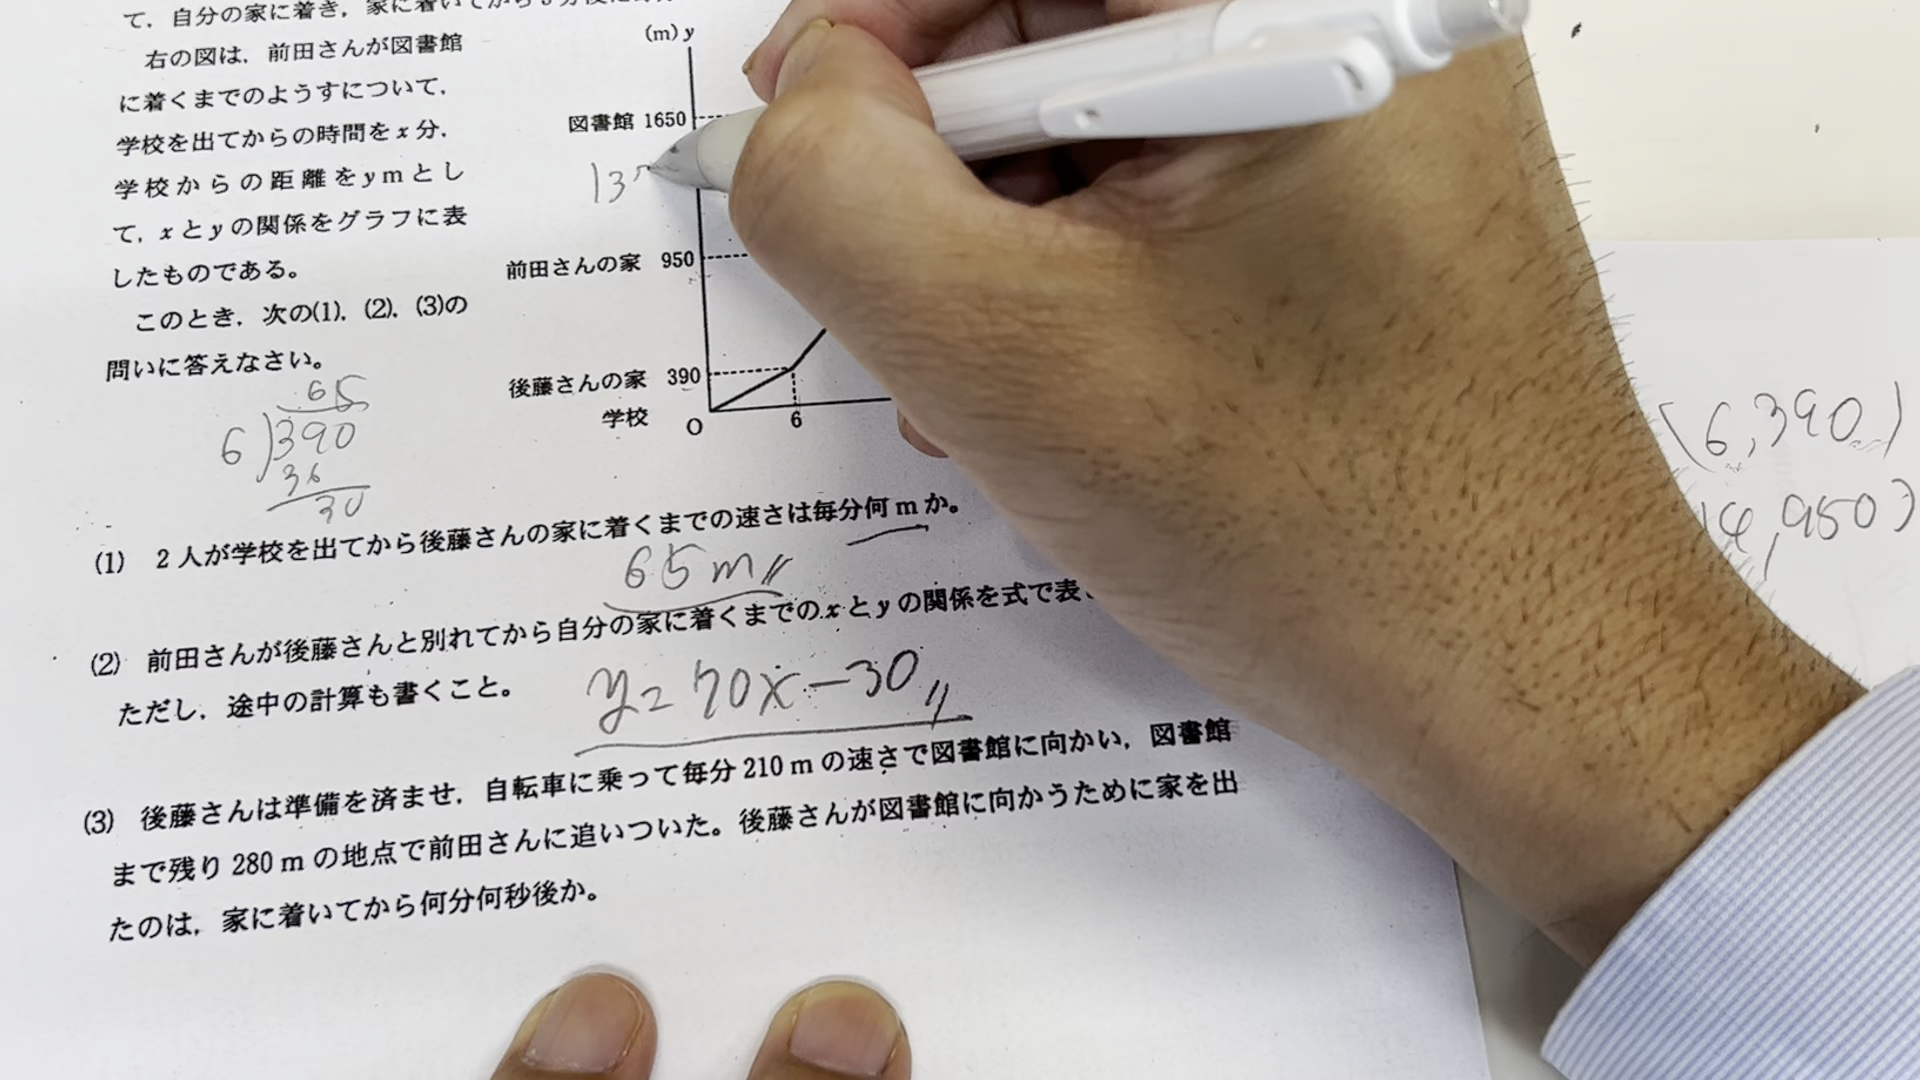 て，自分の家に着き，家に着いてから
右の図は，前田さんが図書館
に着くまでのようすについて，
学校を出てからの時間をx分，
学校からの距離をymとし
て，xとyの関係をグラフに表
したものである。
このとき，次の(1)，(2)，(3)の
問いに答えなさい。
(m) y
図書館 1650
13
前田さんの家 950
後藤さんの家 390
学校
O
6
65
6)390
36
30
(6,390)
14,950)
(1) 2人が学校を出てから後藤さんの家に着くまでの速さは毎分何mか。
65m
(2) 前田さんが後藤さんと別れてから自分の家に着くまでのxとyの関係を式で表
ただし，途中の計算も書くこと。
y=70x-30
(3) 後藤さんは準備を済ませ，自転車に乗って毎分210mの速さで図書館に向かい，図書館
まで残り280mの地点で前田さんに追いついた。後藤さんが図書館に向かうために家を出
たのは，家に着いてから何分何秒後か。